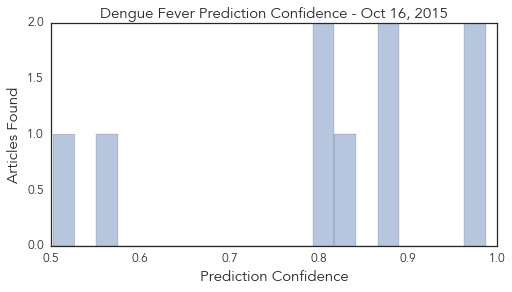 Dengue Fever Prediction Confidence - Oct 16, 2015
2.0
1.5
1.0
0.5
0.0
Articles Found
0.5 0.6 0.7 0.8 0.9 1.0
Prediction Confidence